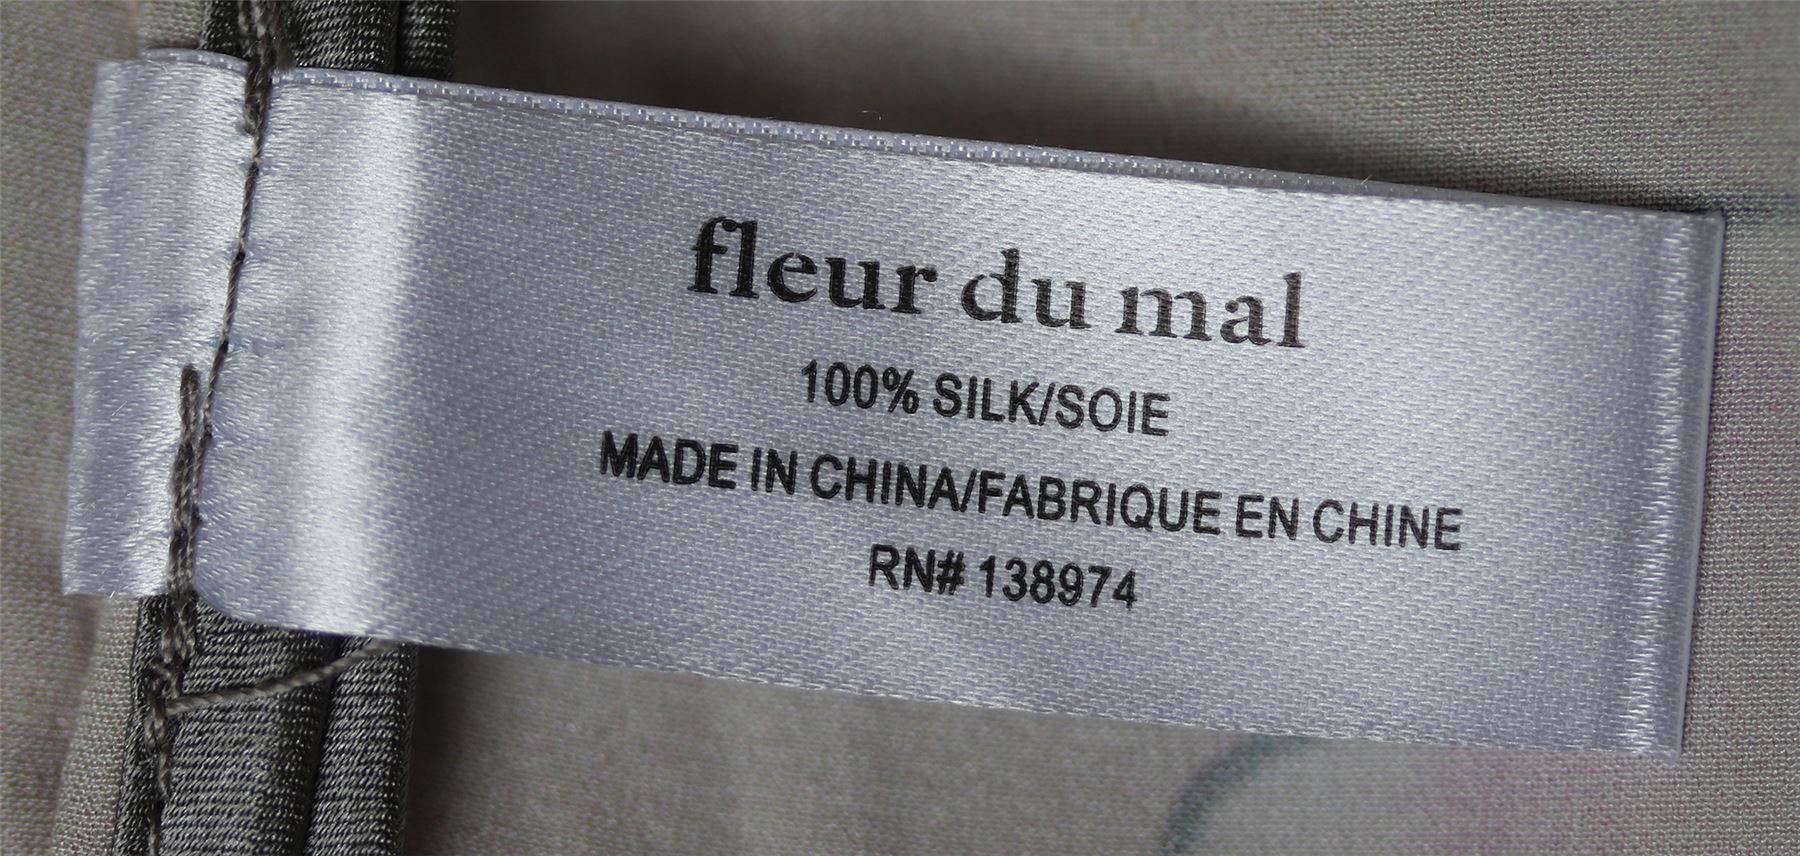 fleur du mal
100% SILK/SOIE
MADE IN CHINA/FABRIQUE EN CHINE
RN# 138974